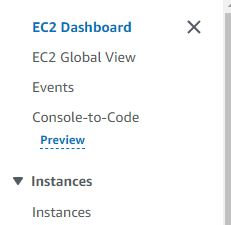 EC2 Dashboard
EC2 Global View
Events
Console-to-Code
Preview
Instances
Instances